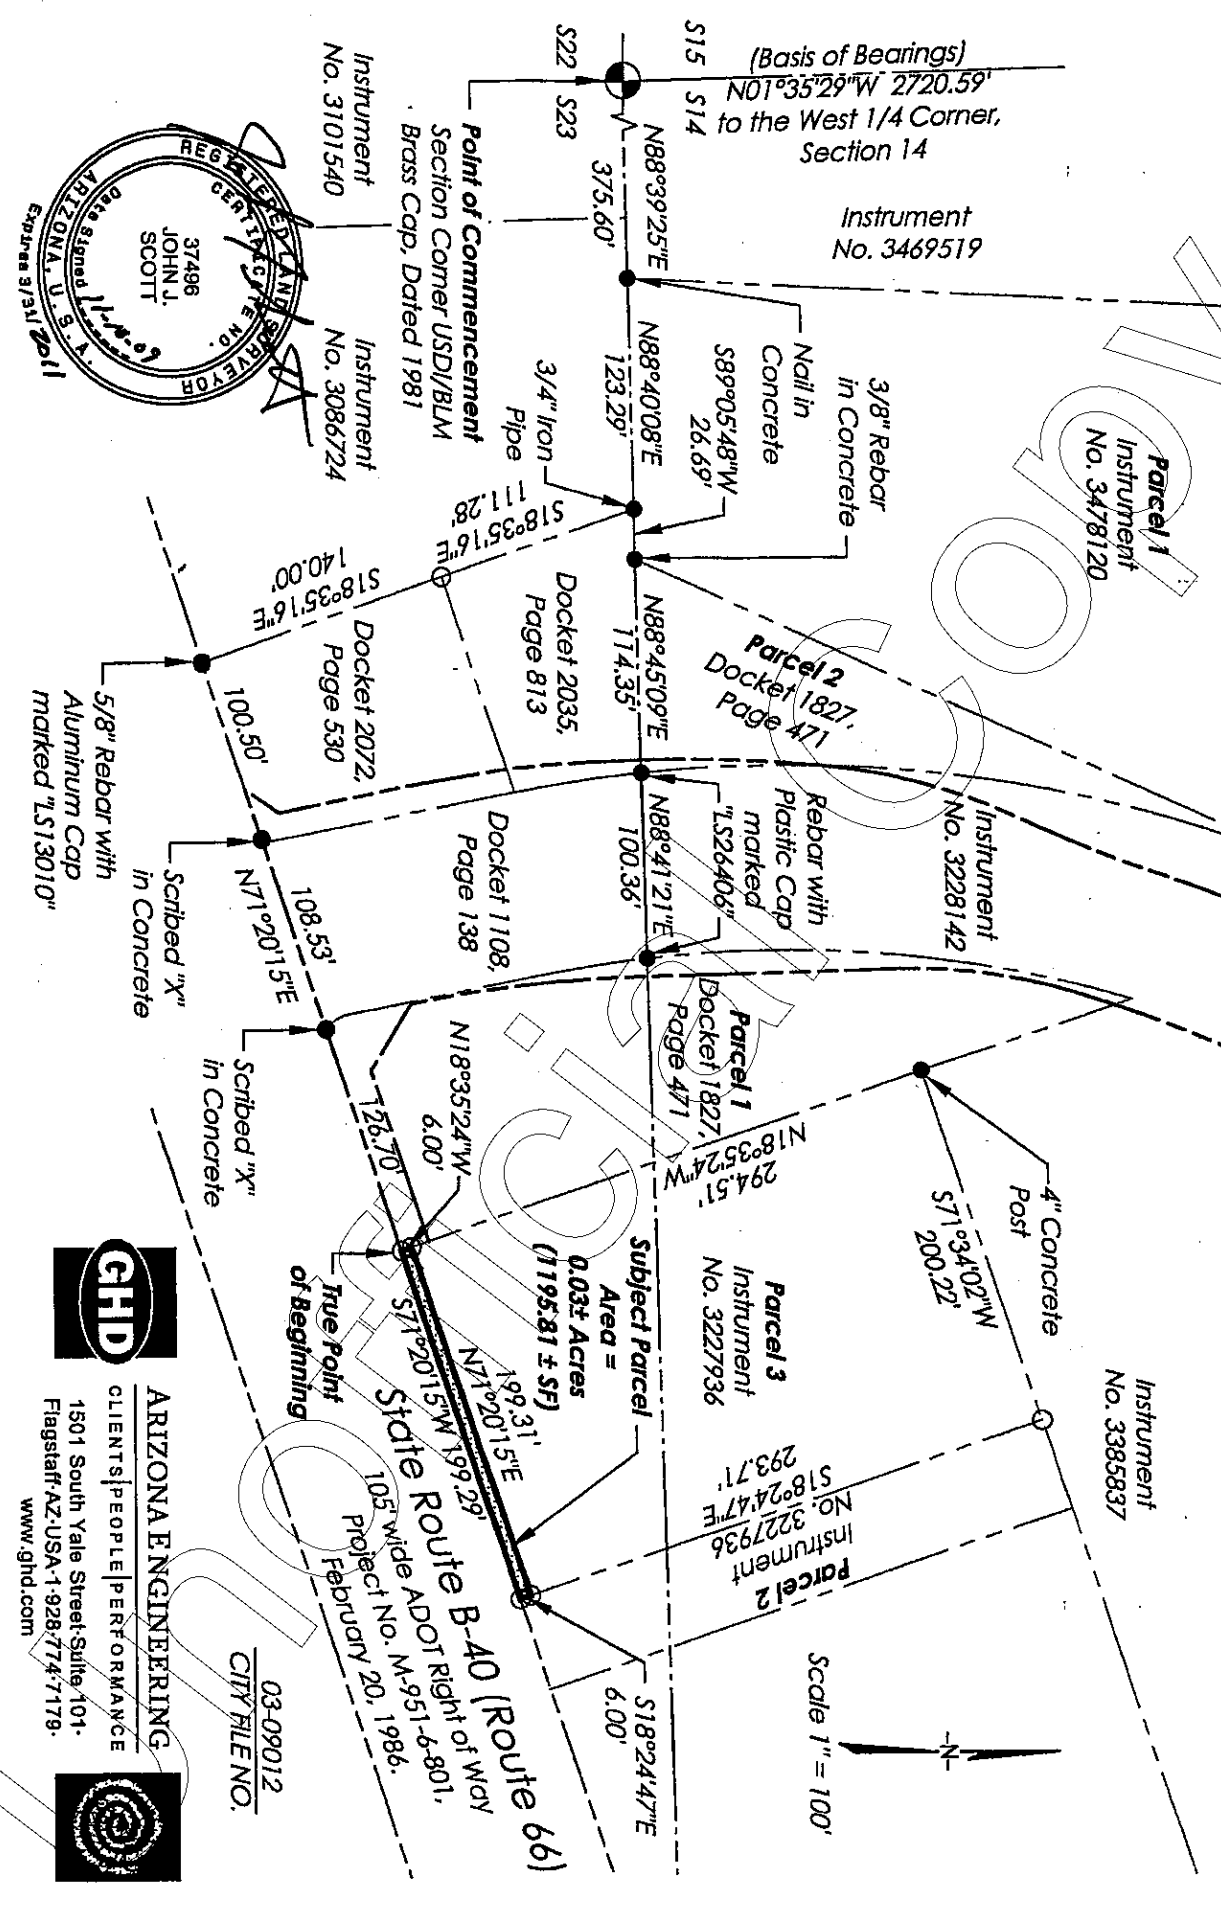 (Basis of Bearings)
N01°35'29"W 2720.59'
to the West 1/4 Corner,
Section 14
S15
S14
S22
S23
Instrument
No. 3469519
Instrument
No. 3101540
Point of Commencement
Section Corner USDI/BLM
Brass Cap, Dated 1981
N88°39'25"E
375.60'
Nail in
Concrete
N88°40'08"E
123.29'
3/4" Iron
Pipe
S89°05'48"W
26.69'
3/8" Rebar
in Concrete
Parcel 1
Instrument
No. 3478120
Instrument
No. 3086724
REGISTERED LAND SURVEYOR
CERTIFICATE NO.
37496
JOHN J.
SCOTT
Date Signed 11-10-09
ARIZONA, U. S. A.
Expires 3/31/2011
S18°35'16"E
111.28'
S18°35'16"E
140.00'
Docket 2035,
Page 813
Docket 2072,
Page 530
N88°45'09"E
114.35'
Parcel 2
Docket 1827,
Page 471
5/8" Rebar with
Aluminum Cap
marked "LS13010"
100.50'
Scribed "X"
in Concrete
N71°20'15"E
108.53'
Docket 1108,
Page 138
N88°41'21"E
100.36'
Rebar with
Plastic Cap
marked
"LS26406"
Instrument
No. 3228142
Scribed "X"
in Concrete
126.70'
N18°35'24"W
6.00'
Parcel 1
Docket 1827,
Page 471
N18°35'24"W
294.51'
4" Concrete
Post
S71°34'02"W
200.22'
Instrument
No. 3385837
Parcel 3
Instrument
No. 3227936
Subject Parcel
Area =
0.03± Acres
(1195.81 ± SF)
True Point
of Beginning
199.31'
N71°20'15"E
S71°20'15"W 199.29'
State Route B-40 (Route 66)
105' wide ADOT Right of Way
Project No. M-951-6-801,
February 20, 1986.
Parcel 2
Instrument
No. 3227936
S18°24'47"E
293.71'
S18°24'47"E
6.00'
Scale 1" = 100'
N
GHD
ARIZONA ENGINEERING
CLIENTS|PEOPLE|PERFORMANCE
1501 South Yale Street·Suite 101·
Flagstaff·AZ·USA·1-928·774·7179·
www.ghd.com
03-09012
CITY FILE NO.
Unofficial Copy